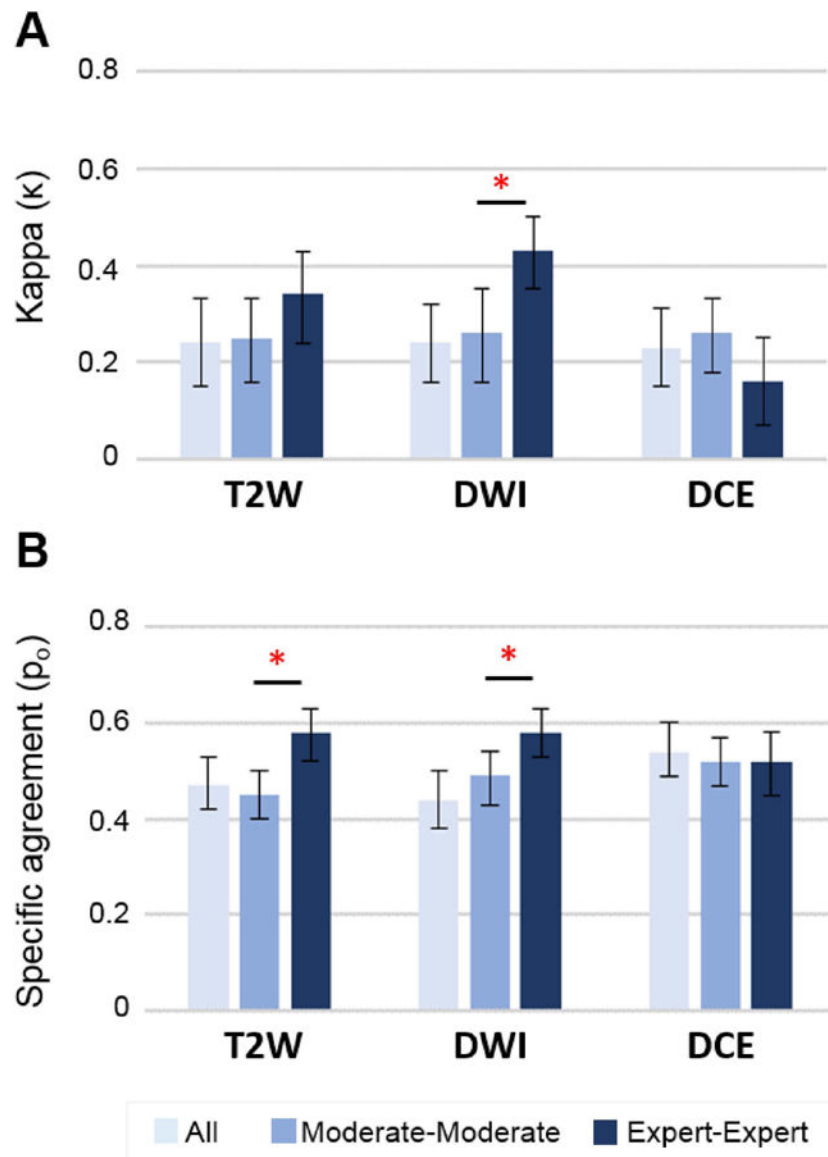 A
Kappa (κ)
0.8
0.6
0.4
0.2
0
*
T2W DWI DCE
B
Specific agreement (pₒ)
0.8
0.6
0.4
0.2
0
* *
T2W DWI DCE
All Moderate-Moderate Expert-Expert